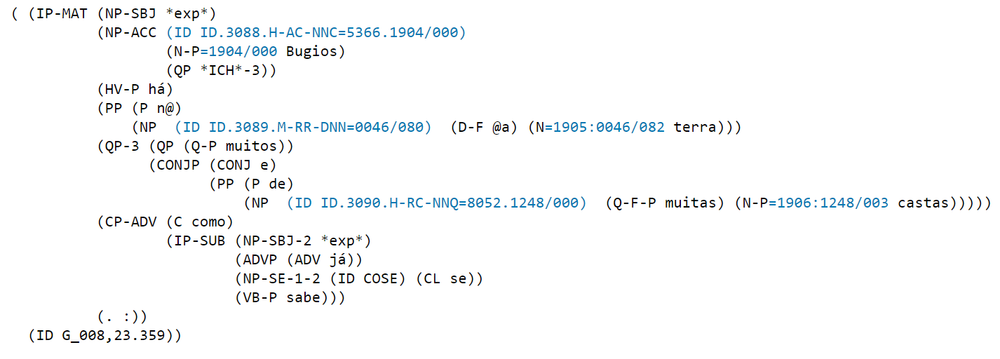 ( (IP-MAT (NP-SBJ *exp*)
(NP-ACC (ID ID.3088.H-AC-NNC=5366.1904/000)
(N-P=1904/000 Bugios)
(QP *ICH*-3))
(HV-P há)
(PP (P n@)
(NP (ID ID.3089.M-RR-DNN=0046/080) (D-F @a) (N=1905:0046/082 terra)))
(QP-3 (QP (Q-P muitos))
(CONJP (CONJ e)
(PP (P de)
(NP (ID ID.3090.H-RC-NNQ=8052.1248/000) (Q-F-P muitas) (N-P=1906:1248/003 castas)))))
(CP-ADV (C como)
(IP-SUB (NP-SBJ-2 *exp*)
(ADVP (ADV já))
(NP-SE-1-2 (ID COSE) (CL se))
(VB-P sabe)))
(. :))
(ID G_008,23.359))